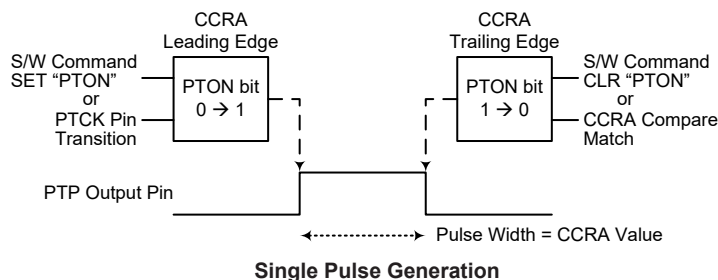 CCRA
Leading Edge
S/W Command
SET “PTON”
or
PTCK Pin
Transition
PTON bit
0 → 1
CCRA
Trailing Edge
PTON bit
1 → 0
S/W Command
CLR “PTON”
or
CCRA Compare
Match
PTP Output Pin
Pulse Width = CCRA Value
Single Pulse Generation